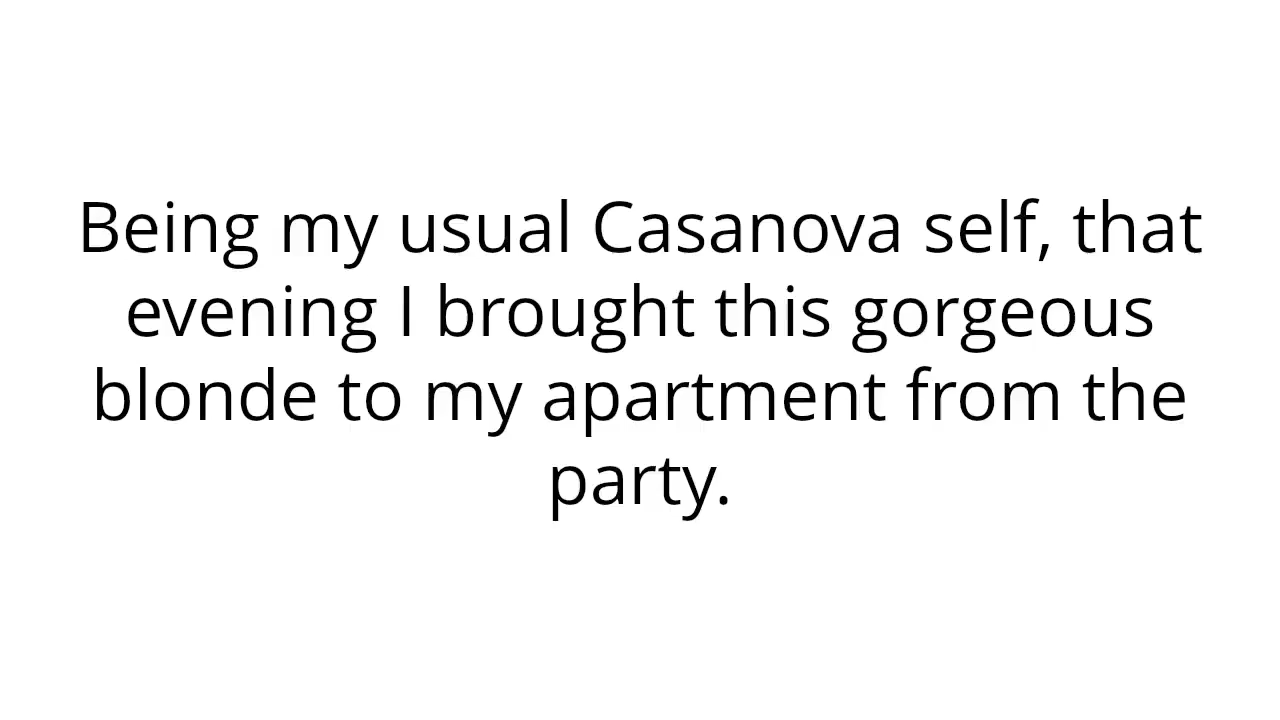 Being my usual Casanova self, that
evening I brought this gorgeous
blonde to my apartment from the
party.